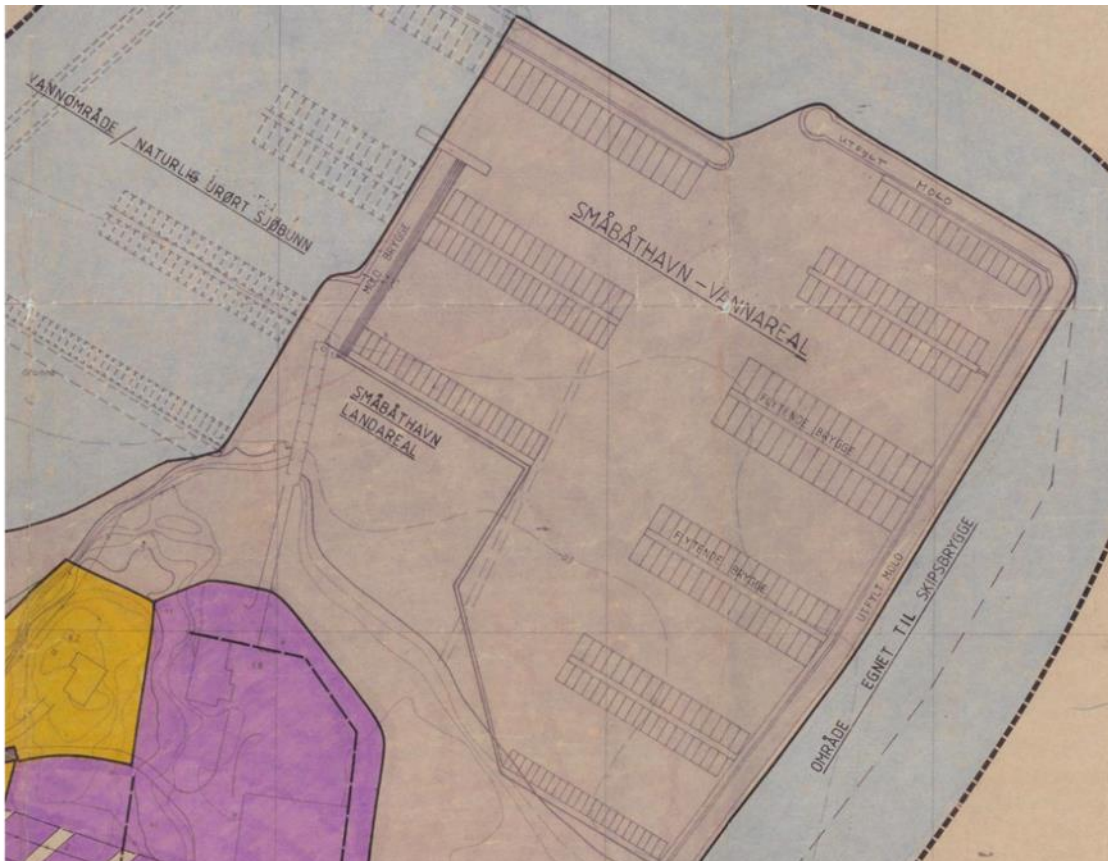 VANNOMRÅDE / NATURLIG URØRT SJØBUNN
UTFYLT
MOLO
SMÅBÅTHAVN - VANNAREAL
BRYGGE
SMÅBÅTHAVN
LANDAREAL
FLYTENDE BRYGGE
FLYTENDE BRYGGE
UTFYLT MOLO
OMRÅDE EGNET TIL SKIPSBRYGGE